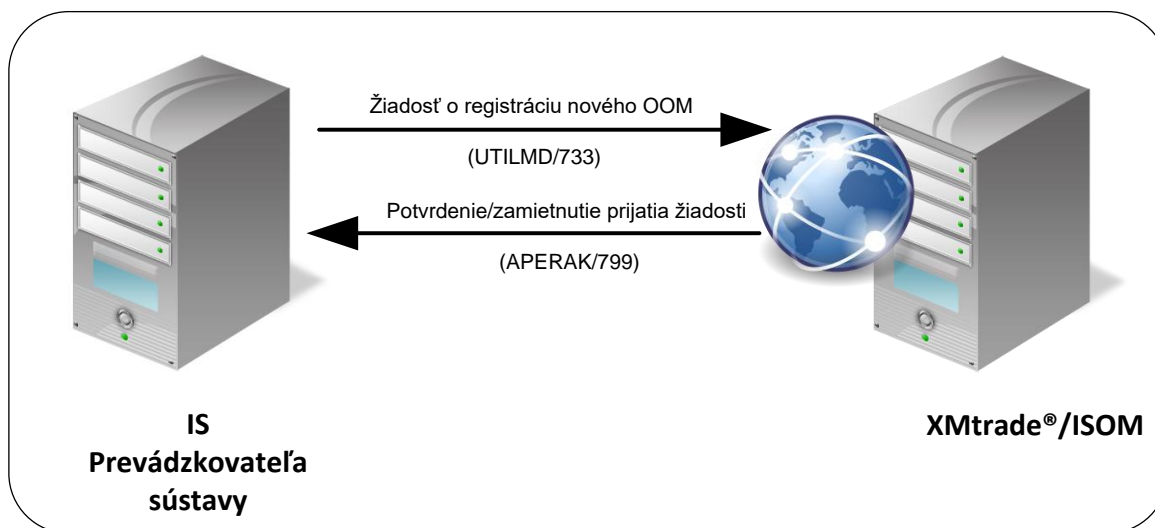 Žiadosť o registráciu nového OOM
(UTILMD/733)
Potvrdenie/zamietnutie prijatia žiadosti
(APERAK/799)
IS
Prevádzkovateľa
sústavy
XMtrade®/ISOM